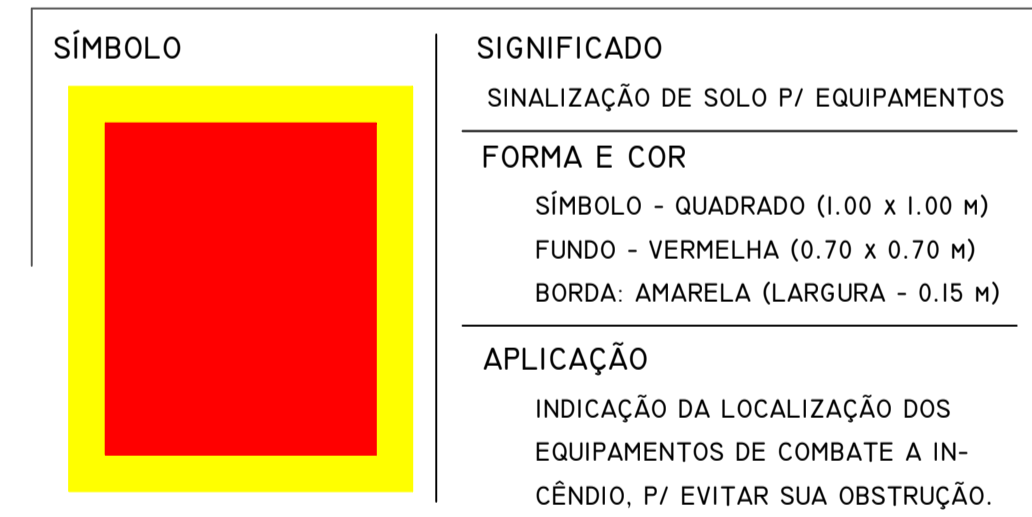 SÍMBOLO
SIGNIFICADO
SINALIZAÇÃO DE SOLO P/ EQUIPAMENTOS
FORMA E COR
SÍMBOLO - QUADRADO (1.00 x 1.00 M)
FUNDO - VERMELHA (0.70 x 0.70 M)
BORDA: AMARELA (LARGURA - 0.15 M)
APLICAÇÃO
INDICAÇÃO DA LOCALIZAÇÃO DOS
EQUIPAMENTOS DE COMBATE A IN-
CÊNDIO, P/ EVITAR SUA OBSTRUÇÃO.